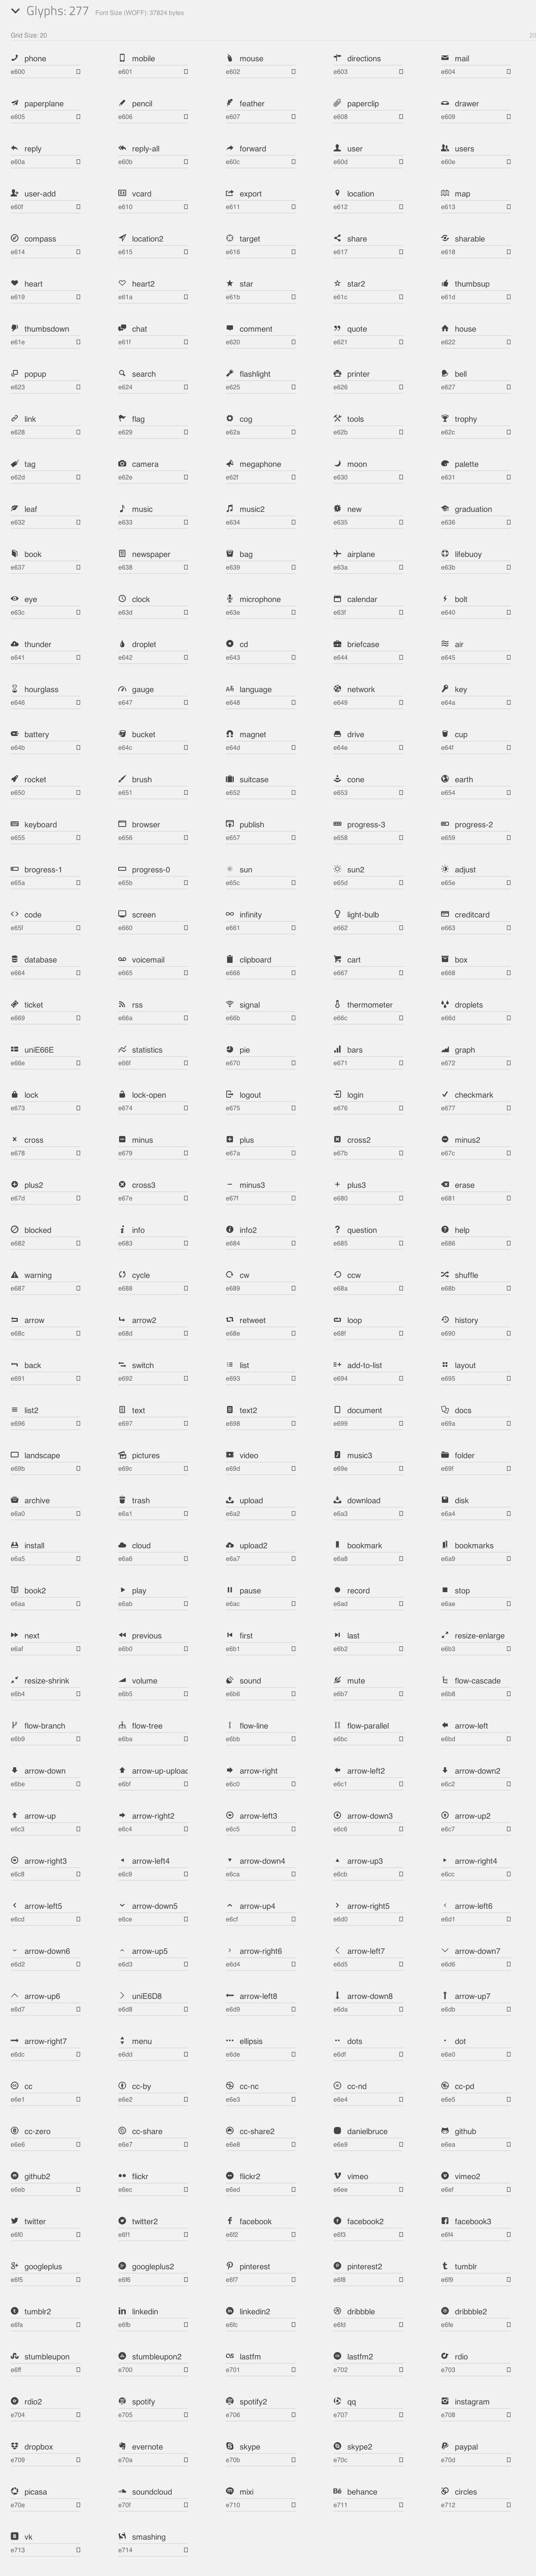 Glyphs: 277 Font Size (WOFF): 37824 bytes
Grid Size: 20 20
phone mobile mouse directions mail
e600 e601 e602 e603 e604
paperplane pencil feather paperclip drawer
e605 e606 e607 e608 e609
reply reply-all forward user users
e60a e60b e60c e60d e60e
user-add vcard export location map
e60f e610 e611 e612 e613
compass location2 target share sharable
e614 e615 e616 e617 e618
heart heart2 star star2 thumbsup
e619 e61a e61b e61c e61d
thumbsdown chat comment quote house
e61e e61f e620 e621 e622
popup search flashlight printer bell
e623 e624 e625 e626 e627
link flag cog tools trophy
e628 e629 e62a e62b e62c
tag camera megaphone moon palette
e62d e62e e62f e630 e631
leaf music music2 new graduation
e632 e633 e634 e635 e636
book newspaper bag airplane lifebuoy
e637 e638 e639 e63a e63b
eye clock microphone calendar bolt
e63c e63d e63e e63f e640
thunder droplet cd briefcase air
e641 e642 e643 e644 e645
hourglass gauge language network key
e646 e647 e648 e649 e64a
battery bucket magnet drive cup
e64b e64c e64d e64e e64f
rocket brush suitcase cone earth
e650 e651 e652 e653 e654
keyboard browser publish progress-3 progress-2
e655 e656 e657 e658 e659
brogress-1 progress-0 sun sun2 adjust
e65a e65b e65c e65d e65e
code screen infinity light-bulb creditcard
e65f e660 e661 e662 e663
database voicemail clipboard cart box
e664 e665 e666 e667 e668
ticket rss signal thermometer droplets
e669 e66a e66b e66c e66d
uniE66E statistics pie bars graph
e66e e66f e670 e671 e672
lock lock-open logout login checkmark
e673 e674 e675 e676 e677
cross minus plus cross2 minus2
e678 e679 e67a e67b e67c
plus2 cross3 minus3 plus3 erase
e67d e67e e67f e680 e681
blocked info info2 question help
e682 e683 e684 e685 e686
warning cycle cw ccw shuffle
e687 e688 e689 e68a e68b
arrow arrow2 retweet loop history
e68c e68d e68e e68f e690
back switch list add-to-list layout
e691 e692 e693 e694 e695
list2 text text2 document docs
e696 e697 e698 e699 e69a
landscape pictures video music3 folder
e69b e69c e69d e69e e69f
archive trash upload download disk
e6a0 e6a1 e6a2 e6a3 e6a4
install cloud upload2 bookmark bookmarks
e6a5 e6a6 e6a7 e6a8 e6a9
book2 play pause record stop
e6aa e6ab e6ac e6ad e6ae
next previous first last resize-enlarge
e6af e6b0 e6b1 e6b2 e6b3
resize-shrink volume sound mute flow-cascade
e6b4 e6b5 e6b6 e6b7 e6b8
flow-branch flow-tree flow-line flow-parallel arrow-left
e6b9 e6ba e6bb e6bc e6bd
arrow-down arrow-up-upload arrow-right arrow-left2 arrow-down2
e6be e6bf e6c0 e6c1 e6c2
arrow-up arrow-right2 arrow-left3 arrow-down3 arrow-up2
e6c3 e6c4 e6c5 e6c6 e6c7
arrow-right3 arrow-left4 arrow-down4 arrow-up3 arrow-right4
e6c8 e6c9 e6ca e6cb e6cc
arrow-left5 arrow-down5 arrow-up4 arrow-right5 arrow-left6
e6cd e6ce e6cf e6d0 e6d1
arrow-down6 arrow-up5 arrow-right6 arrow-left7 arrow-down7
e6d2 e6d3 e6d4 e6d5 e6d6
arrow-up6 uniE6D8 arrow-left8 arrow-down8 arrow-up7
e6d7 e6d8 e6d9 e6da e6db
arrow-right7 menu ellipsis dots dot
e6dc e6dd e6de e6df e6e0
cc cc-by cc-nc cc-nd cc-pd
e6e1 e6e2 e6e3 e6e4 e6e5
cc-zero cc-share cc-share2 danielbruce github
e6e6 e6e7 e6e8 e6e9 e6ea
github2 flickr flickr2 vimeo vimeo2
e6eb e6ec e6ed e6ee e6ef
twitter twitter2 facebook facebook2 facebook3
e6f0 e6f1 e6f2 e6f3 e6f4
googleplus googleplus2 pinterest pinterest2 tumblr
e6f5 e6f6 e6f7 e6f8 e6f9
tumblr2 linkedin linkedin2 dribbble dribbble2
e6fa e6fb e6fc e6fd e6fe
stumbleupon stumbleupon2 lastfm lastfm2 rdio
e6ff e700 e701 e702 e703
rdio2 spotify spotify2 qq instagram
e704 e705 e706 e707 e708
dropbox evernote skype skype2 paypal
e709 e70a e70b e70c e70d
picasa soundcloud mixi behance circles
e70e e70f e710 e711 e712
vk smashing
e713 e714